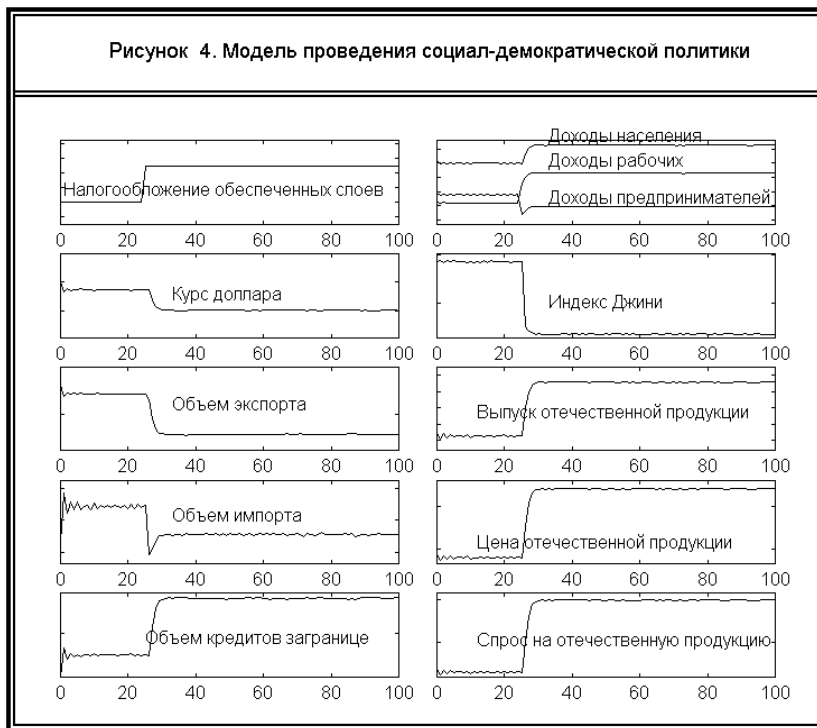 Рисунок 4. Модель проведения социал-демократической политики
Налогообложение обеспеченных слоев
0 20 40 60 80 100
Курс доллара
0 20 40 60 80 100
Объем экспорта
0 20 40 60 80 100
Объем импорта
0 20 40 60 80 100
Объем кредитов загранице
0 20 40 60 80 100
Доходы населения
Доходы рабочих
Доходы предпринимателей
0 20 40 60 80 100
Индекс Джини
0 20 40 60 80 100
Выпуск отечественной продукции
0 20 40 60 80 100
Цена отечественной продукции
0 20 40 60 80 100
Спрос на отечественную продукцию
0 20 40 60 80 100